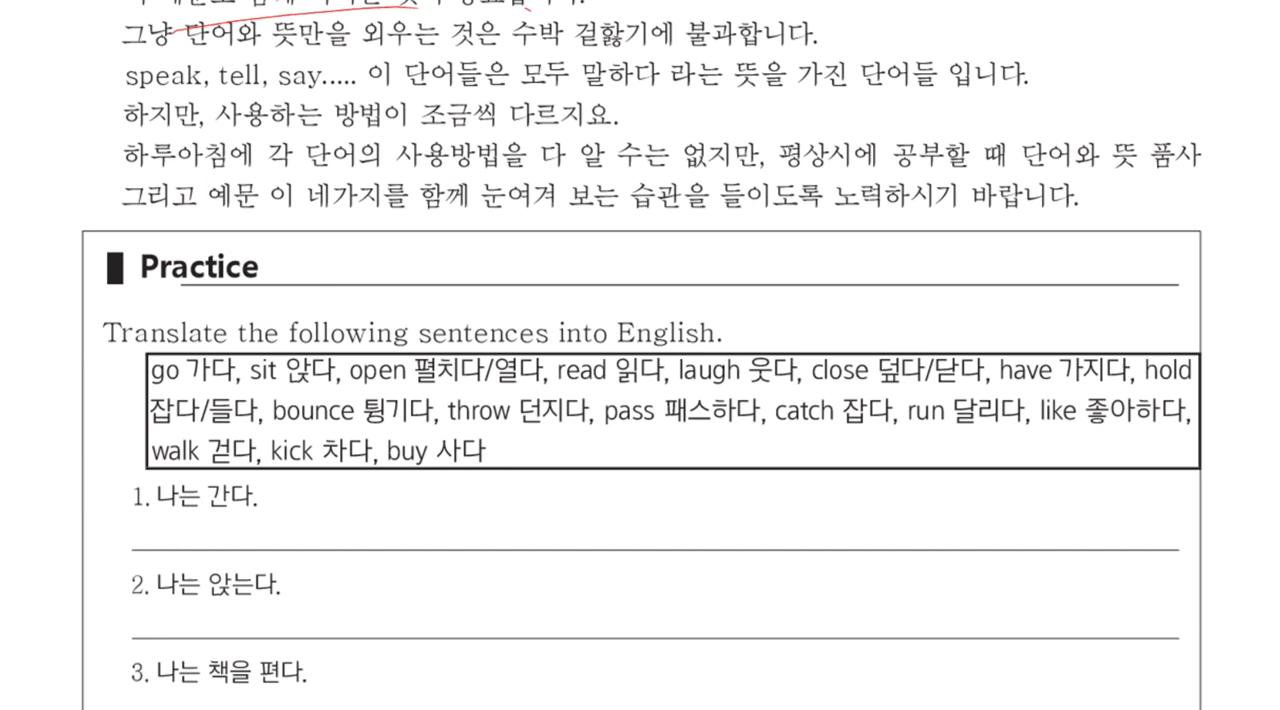 그냥 단어와 뜻만을 외우는 것은 수박 겉핥기에 불과합니다.
speak, tell, say..... 이 단어들은 모두 말하다 라는 뜻을 가진 단어들 입니다.
하지만, 사용하는 방법이 조금씩 다르지요.
하루아침에 각 단어의 사용방법을 다 알 수는 없지만, 평상시에 공부할 때 단어와 뜻 품사
그리고 예문 이 네가지를 함께 눈여겨 보는 습관을 들이도록 노력하시기 바랍니다.
Practice
Translate the following sentences into English.
go 가다, sit 앉다, open 펼치다/열다, read 읽다, laugh 웃다, close 덮다/닫다, have 가지다, hold
잡다/들다, bounce 튕기다, throw 던지다, pass 패스하다, catch 잡다, run 달리다, like 좋아하다,
walk 걷다, kick 차다, buy 사다
1. 나는 간다.
2. 나는 앉는다.
3. 나는 책을 편다.